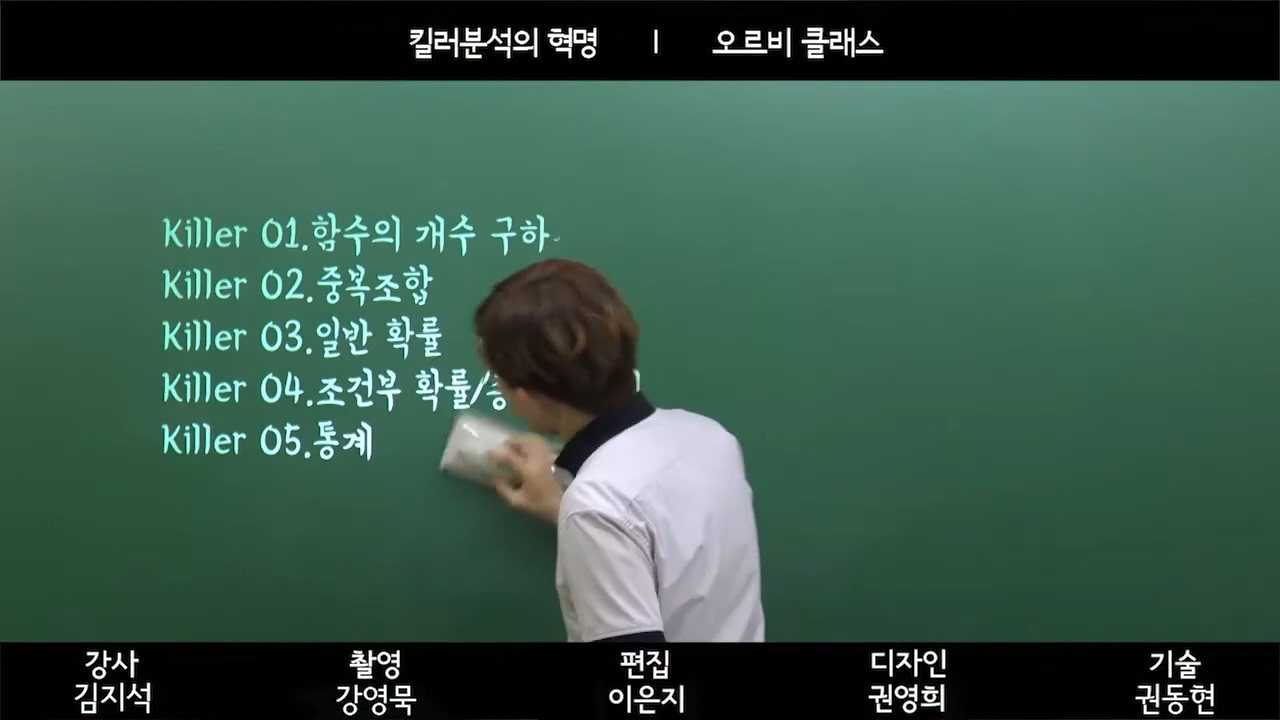 킬러분석의 혁명 | 오르비 클래스
Killer 01.함수의 개수 구하
Killer 02.중복조합
Killer 03.일반 확률
Killer 04.조건부 확률/
Killer 05.통계
강사 촬영 편집 디자인 기술
김지석 강영묵 이은지 권영희 권동현